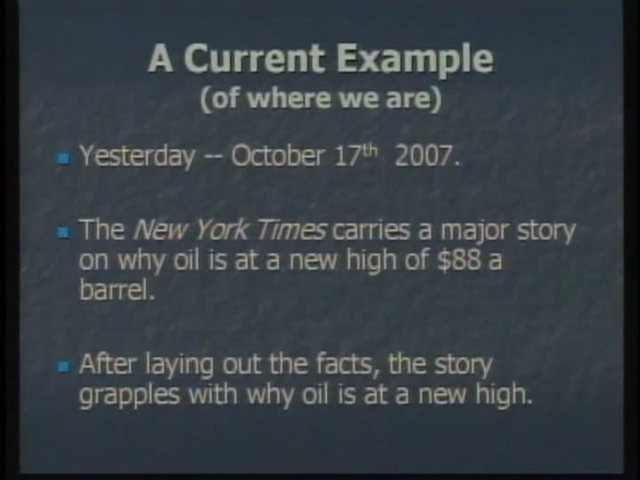 A Current Example
(of where we are)
Yesterday -- October 17th 2007.
The New York Times carries a major story
on why oil is at a new high of $88 a
barrel.
After laying out the facts, the story
grapples with why oil is at a new high.